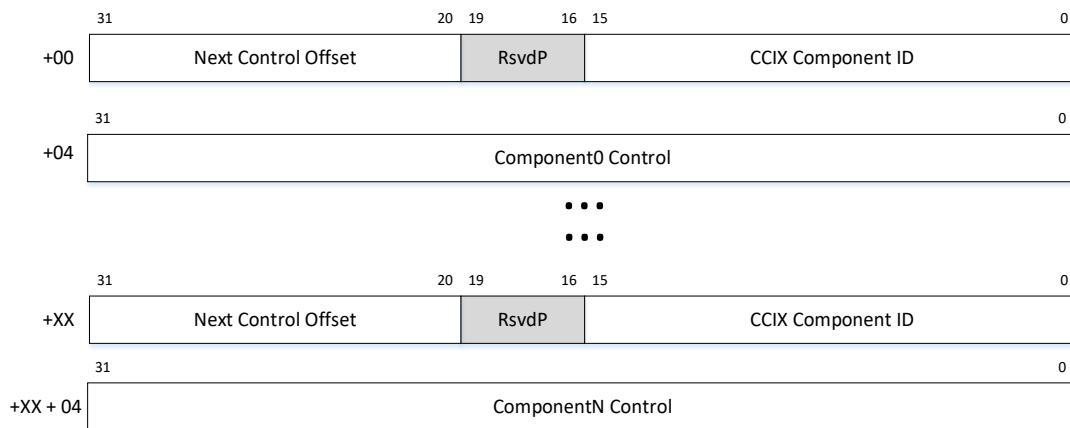 31 20 19 16 15 0
+00 Next Control Offset RsvdP CCIX Component ID
31 0
+04 Component0 Control
...
...
31 20 19 16 15 0
+XX Next Control Offset RsvdP CCIX Component ID
31 0
+XX + 04 ComponentN Control